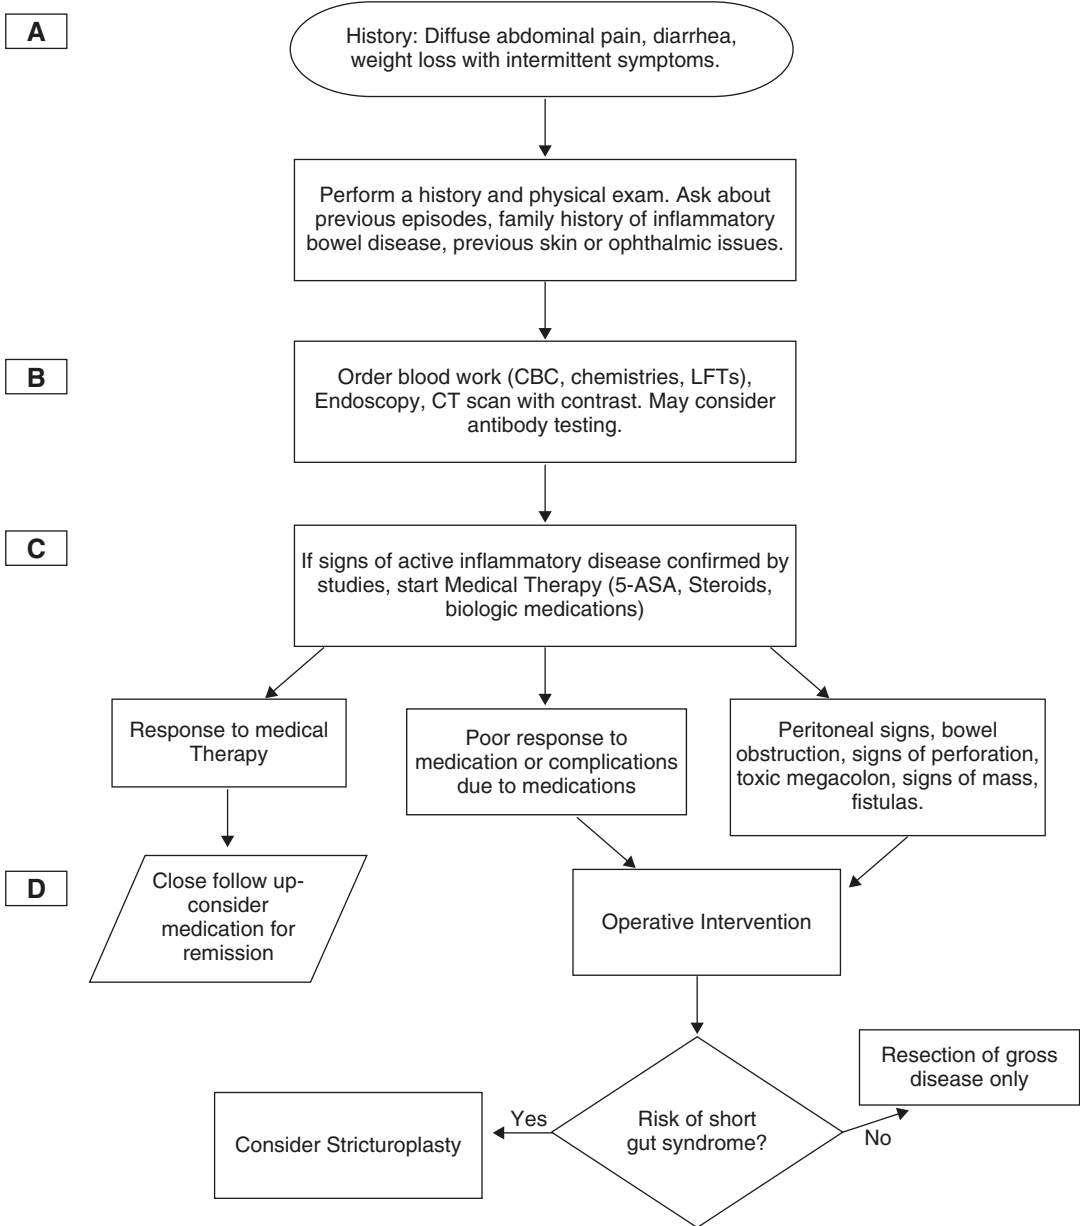 A
History: Diffuse abdominal pain, diarrhea,
weight loss with intermittent symptoms.
Perform a history and physical exam. Ask about
previous episodes, family history of inflammatory
bowel disease, previous skin or ophthalmic issues.
B
Order blood work (CBC, chemistries, LFTs),
Endoscopy, CT scan with contrast. May consider
antibody testing.
C
If signs of active inflammatory disease confirmed by
studies, start Medical Therapy (5-ASA, Steroids,
biologic medications)
Response to medical
Therapy
Poor response to
medication or complications
due to medications
Peritoneal signs, bowel
obstruction, signs of perforation,
toxic megacolon, signs of mass,
fistulas.
D
Close follow up-
consider
medication for
remission
Operative Intervention
Risk of short
gut syndrome?
Yes
Consider Stricturoplasty
No
Resection of gross
disease only